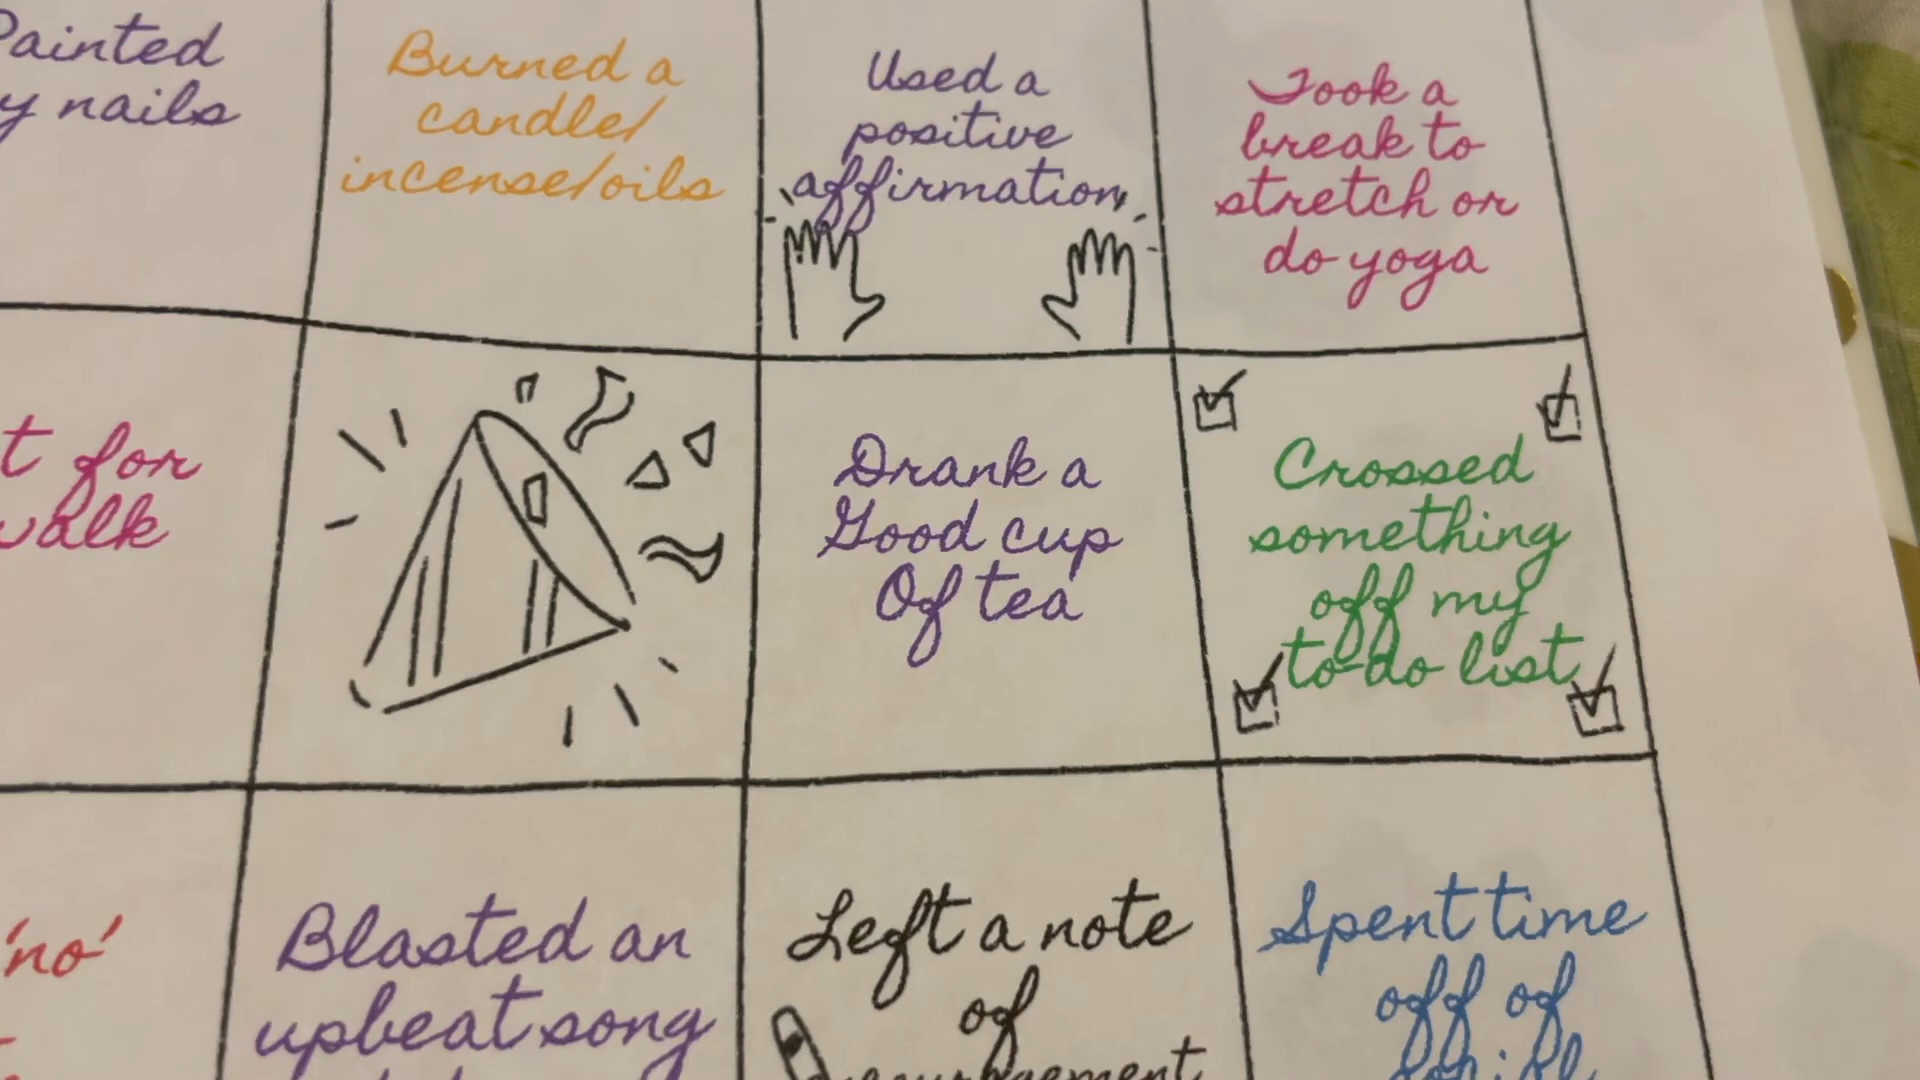 Painted
y nails
Burned a
candle/
incense/oils
Used a
positive
affirmation
Took a
break to
stretch or
do yoga
t for
walk
Drank a
Good cup
Of tea
Crossed
something
off my
to-do list
'no'
Blasted an
upbeat song
Left a note
of
Spent time
off of